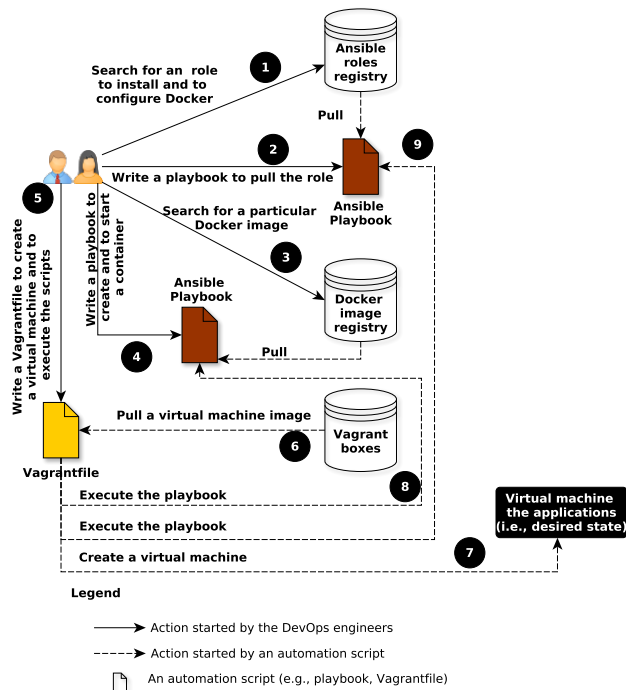 Ansible
roles
registry
1
Search for an role
to install and to
configure Docker
Pull
2
9
Write a playbook to pull the role
5
Ansible
Playbook
Search for a particular
Docker image
3
Write a playbook to
create and to start
a container
Write a Vagrantfile to create
a virtual machine and to
execute the scripts
Ansible
Playbook
Docker
image
registry
4
Pull
Pull a virtual machine image
6
Vagrant
boxes
Vagrantfile
8
Execute the playbook
Execute the playbook
Virtual machine
the applications
(i.e., desired state)
7
Create a virtual machine
Legend
Action started by the DevOps engineers
Action started by an automation script
An automation script (e.g., playbook, Vagrantfile)